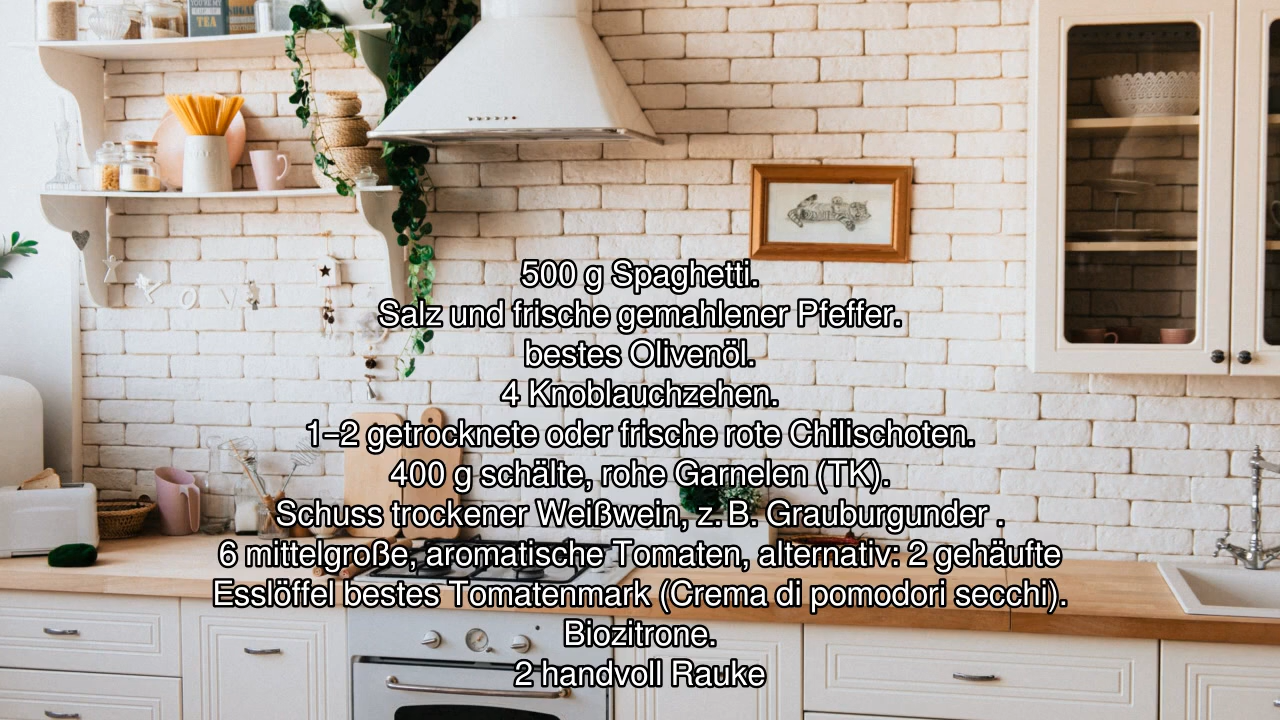 TEA
500 g Spaghetti.
Salz und frische gemahlener Pfeffer.
bestes Olivenöl.
4 Knoblauchzehen.
1–2 getrocknete oder frische rote Chilischoten.
400 g schälte, rohe Garnelen (TK).
Schuss trockener Weißwein, z. B. Grauburgunder .
6 mittelgroße, aromatische Tomaten, alternativ: 2 gehäufte
Esslöffel bestes Tomatenmark (Crema di pomodori secchi).
Biozitrone.
2 handvoll Rauke